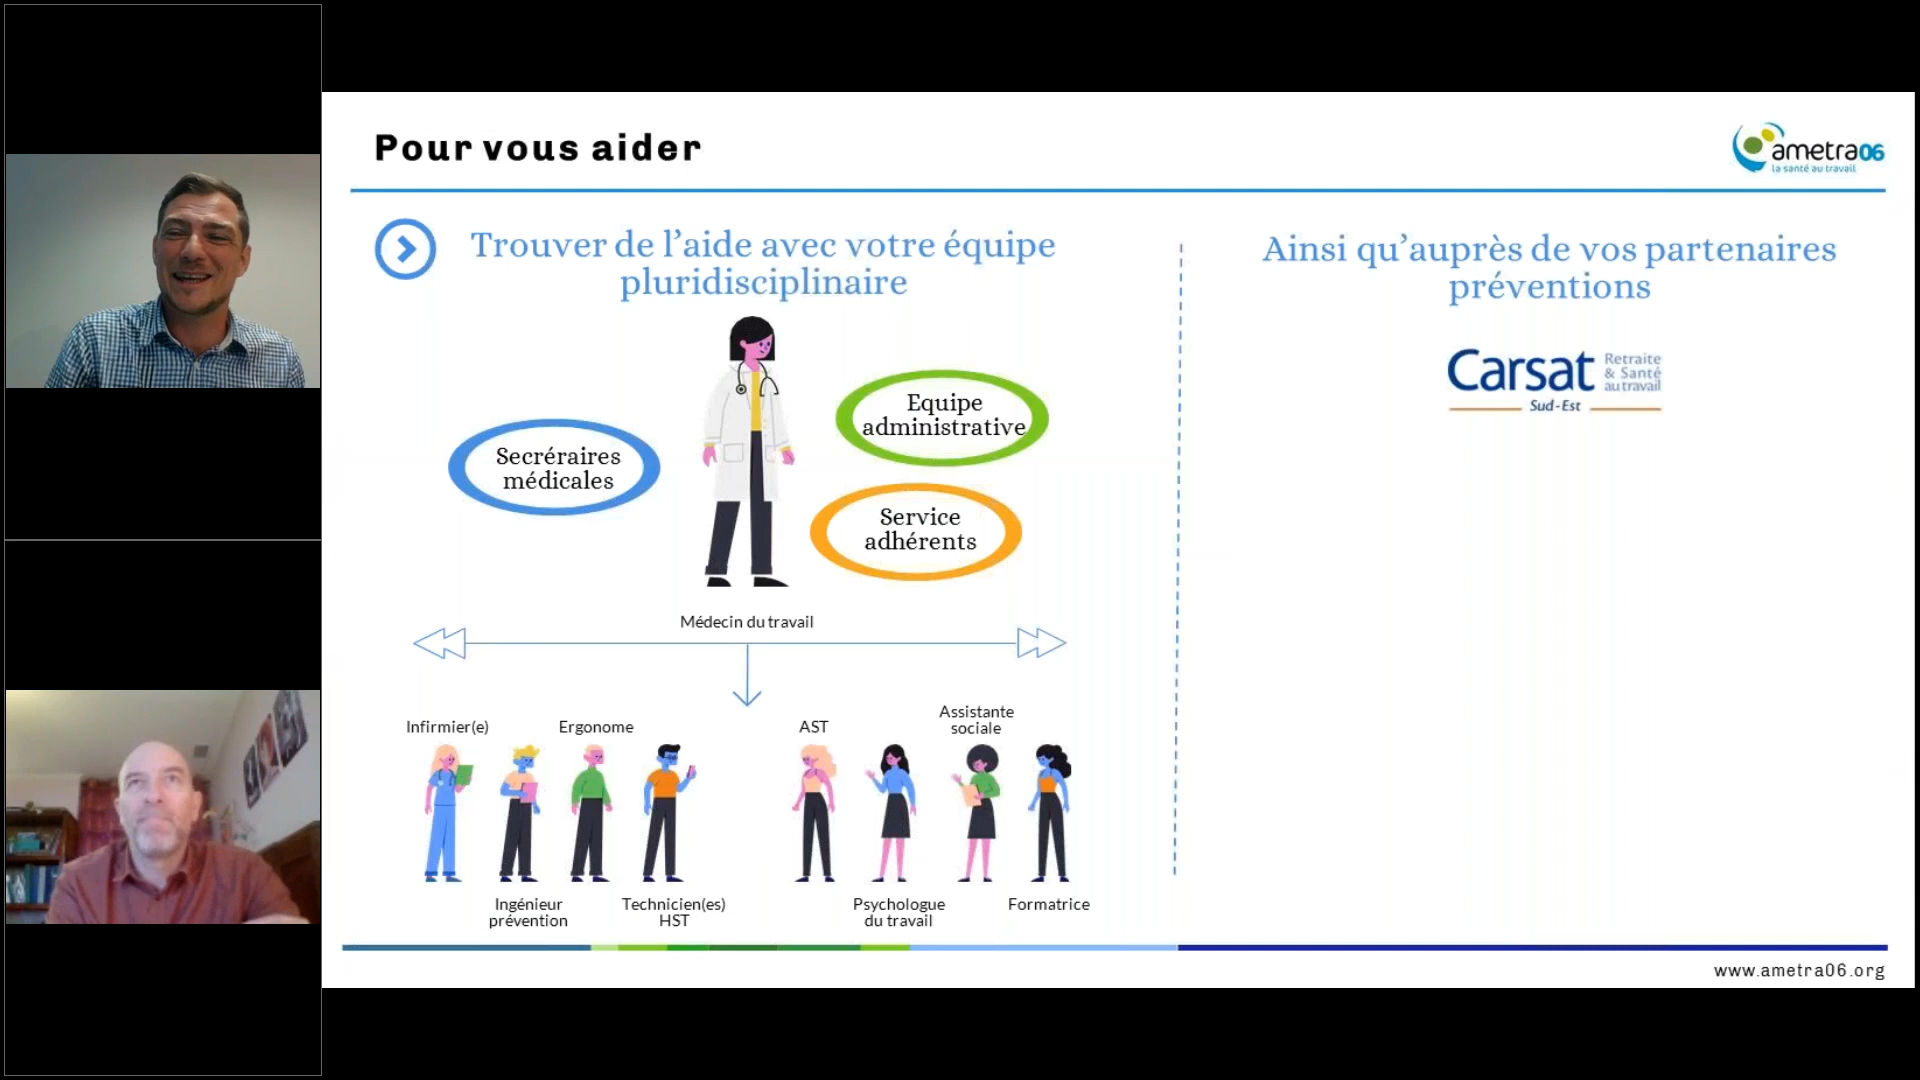 Pour vous aider
ametra06
la santé au travail
Trouver de l’aide avec votre équipe
pluridisciplinaire
Ainsi qu’auprès de vos partenaires
préventions
Carsat
Retraite
& Santé
au travail
Sud-Est
Secréraires
médicales
Equipe
administrative
Service
adhérents
Médecin du travail
Infirmier(e)
Ergonome
AST
Assistante
sociale
Ingénieur
prévention
Technicien(es)
HST
Psychologue
du travail
Formatrice
www.ametra06.org